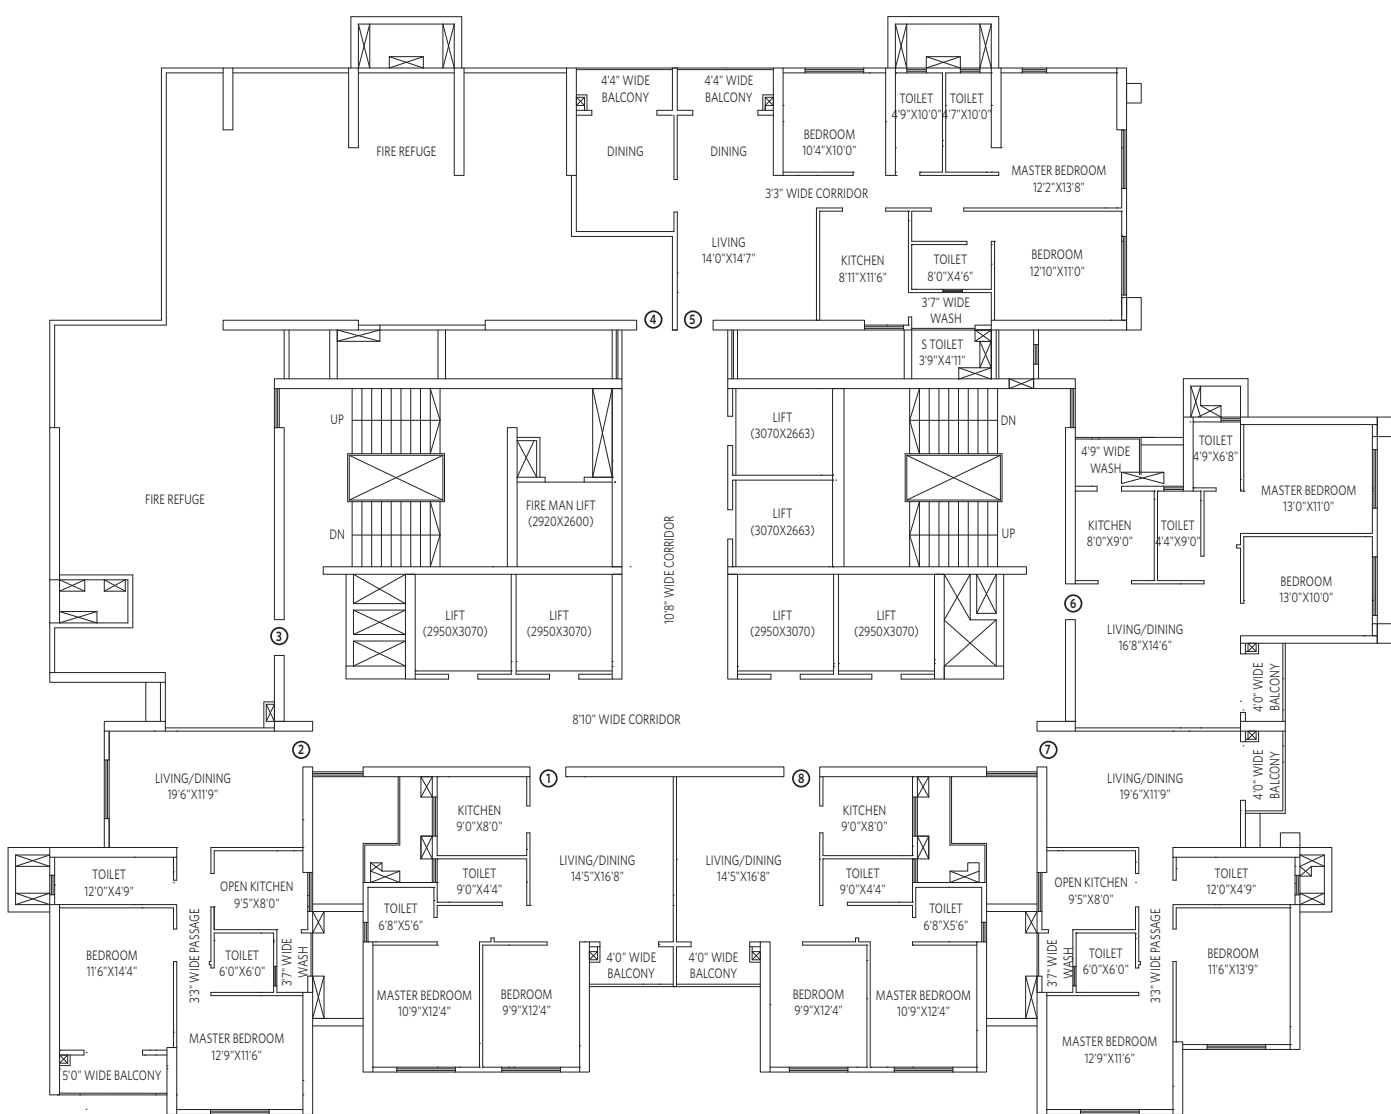 4'4" WIDE
BALCONY
4'4" WIDE
BALCONY
TOILET
4'9"X10'0"
TOILET
4'7"X10'0"
FIRE REFUGE
DINING
DINING
BEDROOM
10'4"X10'0"
MASTER BEDROOM
12'2"X13'8"
3'3" WIDE CORRIDOR
LIVING
14'0"X14'7"
KITCHEN
8'11"X11'6"
TOILET
8'0"X4'6"
BEDROOM
12'10"X11'0"
3'7" WIDE
WASH
4
5
S TOILET
3'9"X4'11"
UP
LIFT
(3070X2663)
DN
4'9" WIDE
WASH
TOILET
4'9"X6'8"
FIRE REFUGE
FIRE MAN LIFT
(2920X2600)
LIFT
(3070X2663)
MASTER BEDROOM
13'0"X11'0"
DN
UP
KITCHEN
8'0"X9'0"
TOILET
4'4"X9'0"
10'8" WIDE CORRIDOR
BEDROOM
13'0"X10'0"
3
LIFT
(2950X3070)
LIFT
(2950X3070)
LIFT
(2950X3070)
LIFT
(2950X3070)
6
LIVING/DINING
16'8"X14'6"
4'0" WIDE
BALCONY
8'10" WIDE CORRIDOR
2
1
8
7
LIVING/DINING
19'6"X11'9"
LIVING/DINING
19'6"X11'9"
4'0" WIDE
BALCONY
KITCHEN
9'0"X8'0"
KITCHEN
9'0"X8'0"
TOILET
12'0"X4'9"
OPEN KITCHEN
9'5"X8'0"
TOILET
9'0"X4'4"
LIVING/DINING
14'5"X16'8"
LIVING/DINING
14'5"X16'8"
TOILET
9'0"X4'4"
OPEN KITCHEN
9'5"X8'0"
TOILET
12'0"X4'9"
TOILET
6'8"X5'6"
TOILET
6'8"X5'6"
BEDROOM
11'6"X14'4"
3'3" WIDE PASSAGE
TOILET
6'0"X6'0"
3'7" WIDE
WASH
4'0" WIDE
BALCONY
4'0" WIDE
BALCONY
3'7" WIDE
WASH
TOILET
6'0"X6'0"
3'3" WIDE PASSAGE
BEDROOM
11'6"X13'9"
MASTER BEDROOM
10'9"X12'4"
BEDROOM
9'9"X12'4"
BEDROOM
9'9"X12'4"
MASTER BEDROOM
10'9"X12'4"
MASTER BEDROOM
12'9"X11'6"
MASTER BEDROOM
12'9"X11'6"
5'0" WIDE BALCONY